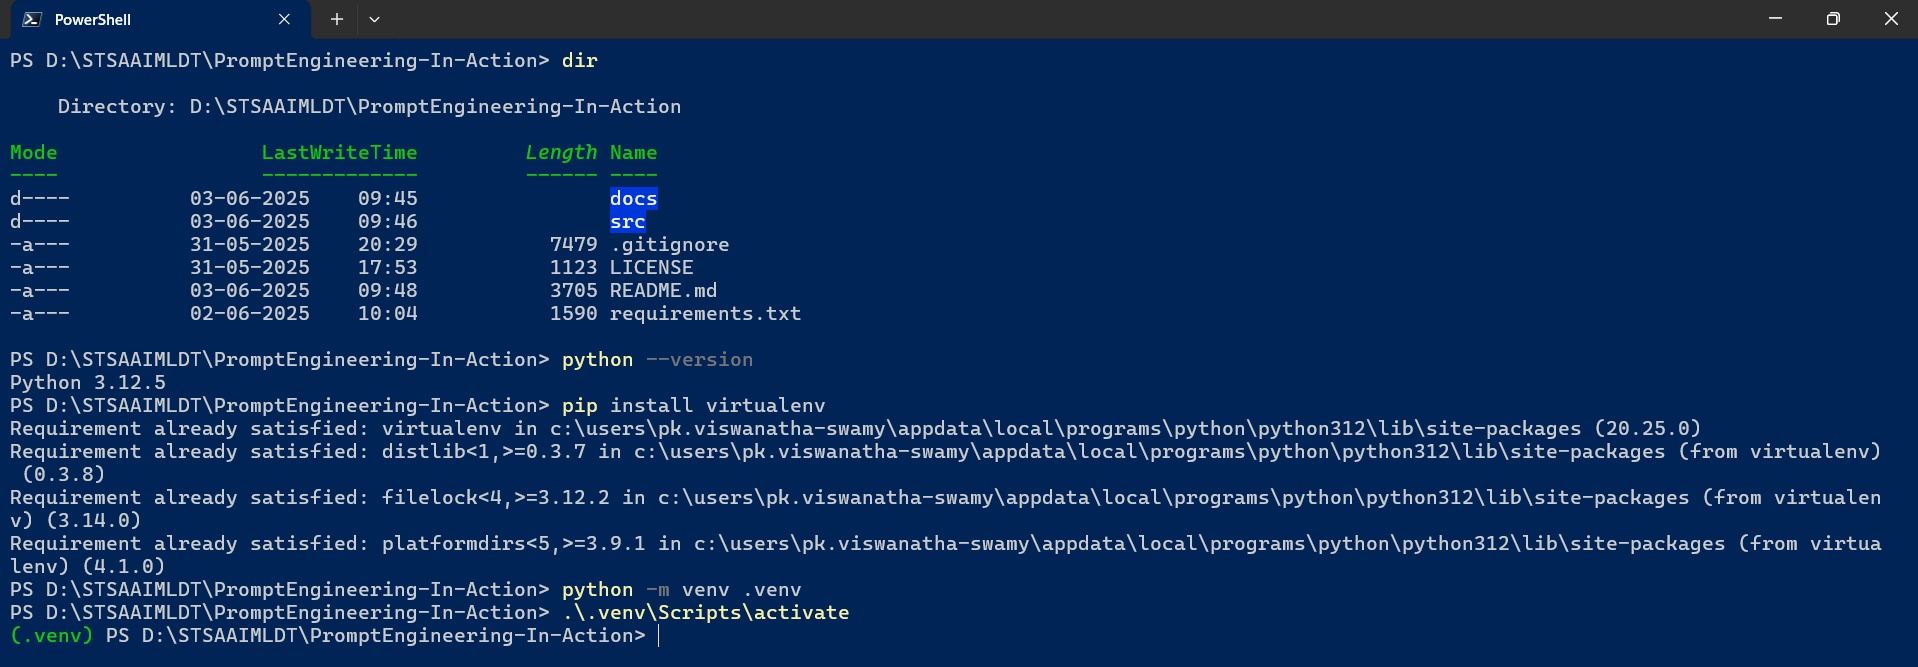 PowerShell
PS D:\STSAAIMLDT\PromptEngineering-In-Action> dir
Directory: D:\STSAAIMLDT\PromptEngineering-In-Action
Mode LastWriteTime Length Name
---- ------------- ------ ----
d---- 03-06-2025 09:45 docs
d---- 03-06-2025 09:46 src
-a--- 31-05-2025 20:29 7479 .gitignore
-a--- 31-05-2025 17:53 1123 LICENSE
-a--- 03-06-2025 09:48 3705 README.md
-a--- 02-06-2025 10:04 1590 requirements.txt
PS D:\STSAAIMLDT\PromptEngineering-In-Action> python --version
Python 3.12.5
PS D:\STSAAIMLDT\PromptEngineering-In-Action> pip install virtualenv
Requirement already satisfied: virtualenv in c:\users\pk.viswanatha-swamy\appdata\local\programs\python\python312\lib\site-packages (20.25.0)
Requirement already satisfied: distlib<1,>=0.3.7 in c:\users\pk.viswanatha-swamy\appdata\local\programs\python\python312\lib\site-packages (from virtualenv)
(0.3.8)
Requirement already satisfied: filelock<4,>=3.12.2 in c:\users\pk.viswanatha-swamy\appdata\local\programs\python\python312\lib\site-packages (from virtualen
v) (3.14.0)
Requirement already satisfied: platformdirs<5,>=3.9.1 in c:\users\pk.viswanatha-swamy\appdata\local\programs\python\python312\lib\site-packages (from virtua
lenv) (4.1.0)
PS D:\STSAAIMLDT\PromptEngineering-In-Action> python -m venv .venv
PS D:\STSAAIMLDT\PromptEngineering-In-Action> .\.venv\Scripts\activate
(.venv) PS D:\STSAAIMLDT\PromptEngineering-In-Action>